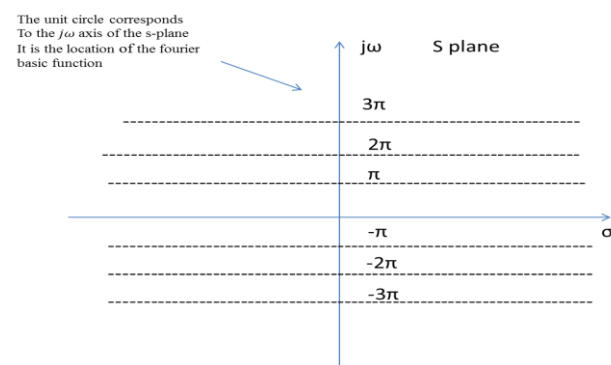 The unit circle corresponds
To the jω axis of the s-plane
It is the location of the fourier
basic function
jω
S plane
3π
2π
π
σ
-π
-2π
-3π